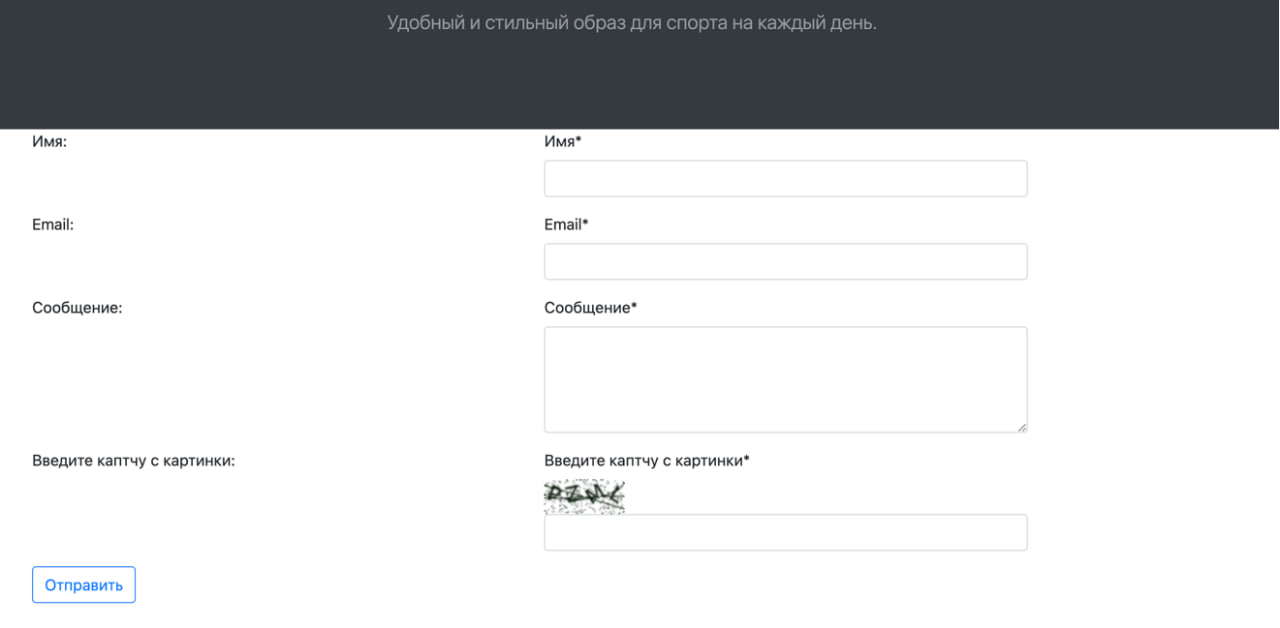 Удобный и стильный образ для спорта на каждый день.
Имя:
Имя*
Email:
Email*
Сообщение:
Сообщение*
Введите каптчу с картинки:
Введите каптчу с картинки*
Отправить